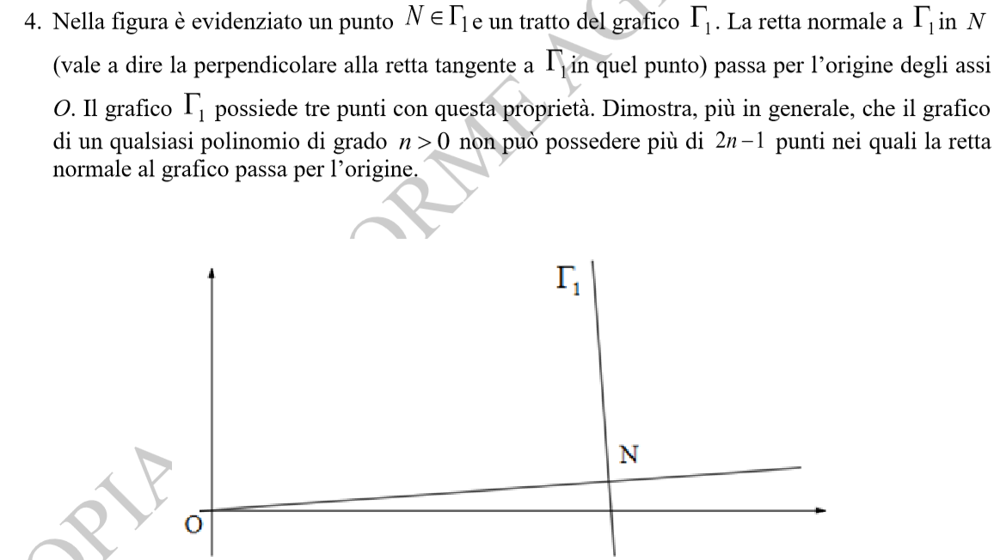 4. Nella figura è evidenziato un punto N ∈ Γ₁ e un tratto del grafico Γ₁. La retta normale a Γ₁ in N
(vale a dire la perpendicolare alla retta tangente a Γ₁ in quel punto) passa per l'origine degli assi
O. Il grafico Γ₁ possiede tre punti con questa proprietà. Dimostra, più in generale, che il grafico
di un qualsiasi polinomio di grado n > 0 non può possedere più di 2n−1 punti nei quali la retta
normale al grafico passa per l'origine.
Γ₁
N
O